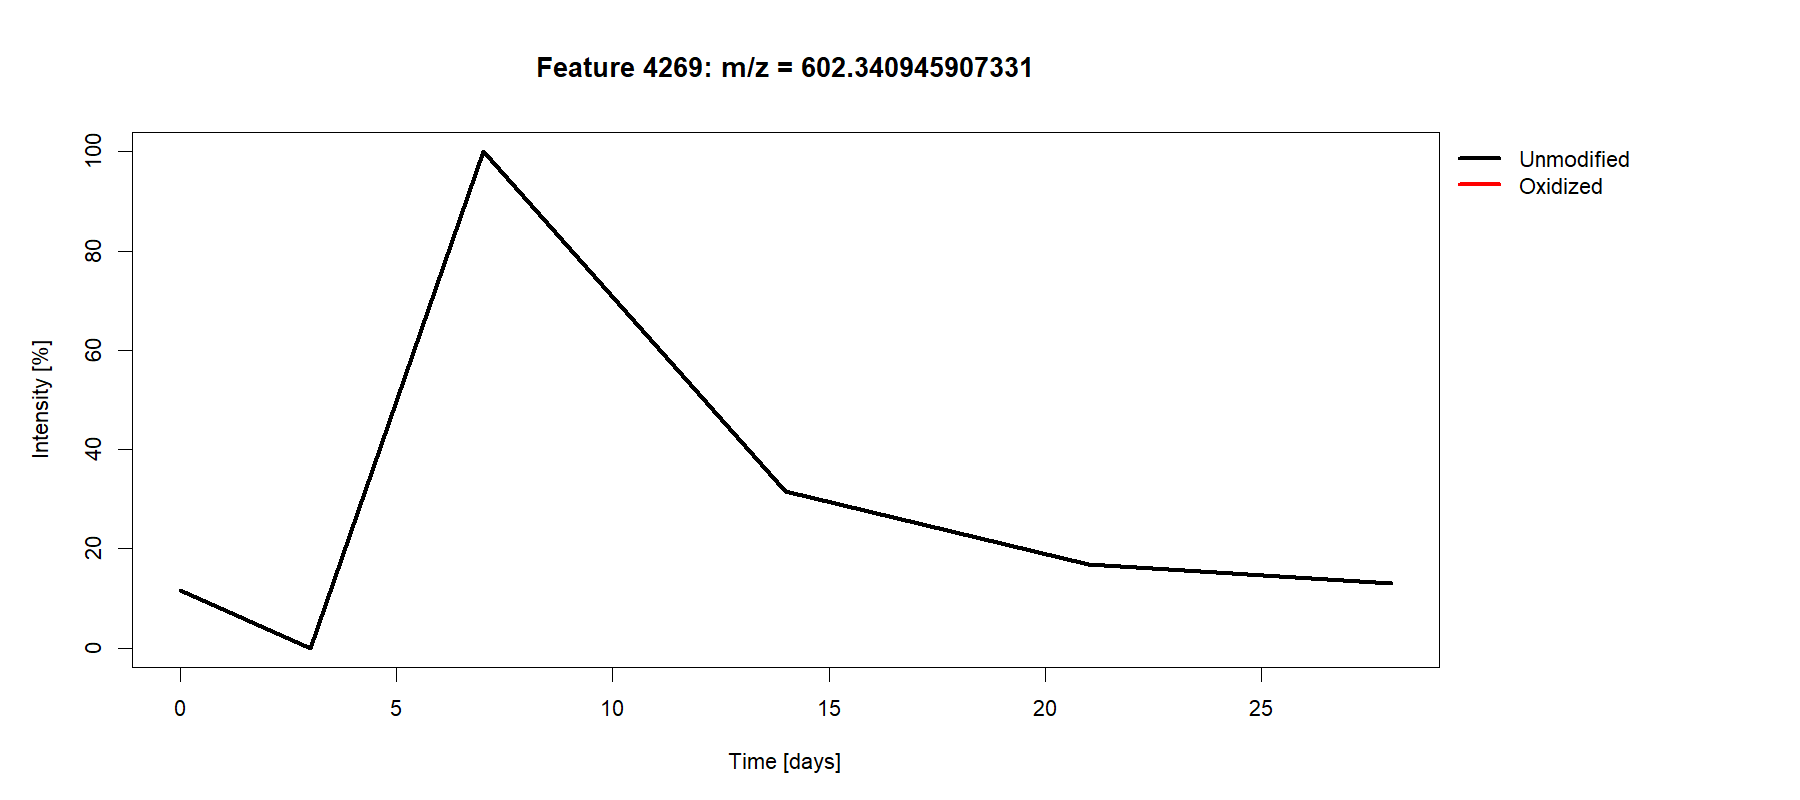 Feature 4269: m/z = 602.340945907331
Unmodified
Oxidized
Intensity [%]
100
80
60
40
20
0
0 5 10 15 20 25
Time [days]